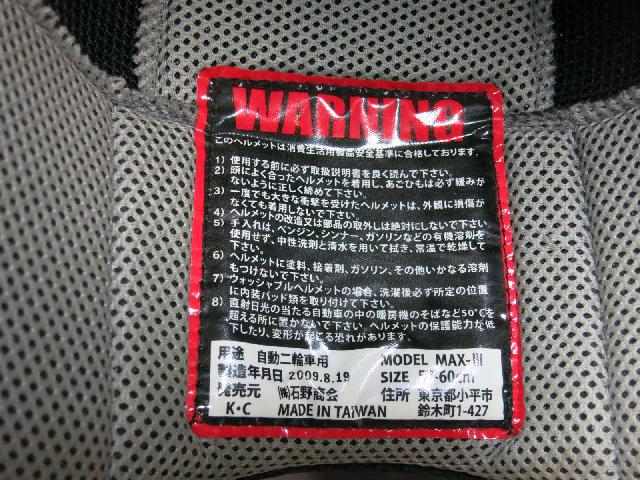 WARNING
このヘルメットは消費生活用製品安全基準に合格しております。
1) 使用する前に必ず取扱説明書を良く読んで下さい。
2) 頭によく合ったヘルメットを着用し、あごひもは必ず緩みが
ないように正しく締めて下さい。
3) 一度でも大きな衝撃を受けたヘルメットは、外観に損傷が
なくても着用しないで下さい。
4) ヘルメットの改造又は部品の取外しは絶対にしないで下さい。
5) 手入れは、ベンジン、シンナー、ガソリンなどの有機溶剤を
使用せず、中性洗剤と清水を用いて拭き、常温で乾燥して
下さい。
6) ヘルメットに塗料、接着剤、ガソリン、その他いかなる溶剤
もつけないで下さい。
7) ウォッシャブルヘルメットの場合、洗濯後必ず所定の位置
に内装パッド類を取り付けて下さい。
8) 直射日光の当たる自動車の中の暖房機のそばなど50℃を
超える所に置かないで下さい。ヘルメットの保護能力が低
下したり、変形が起こる恐れがあります。
用途 自動二輪車用 MODEL MAX-III
製造年月日 2009.8.19 SIZE -60cm
発売元 ㈱石野商会 住所 東京都小平市
K・C MADE IN TAIWAN 鈴木町1-427